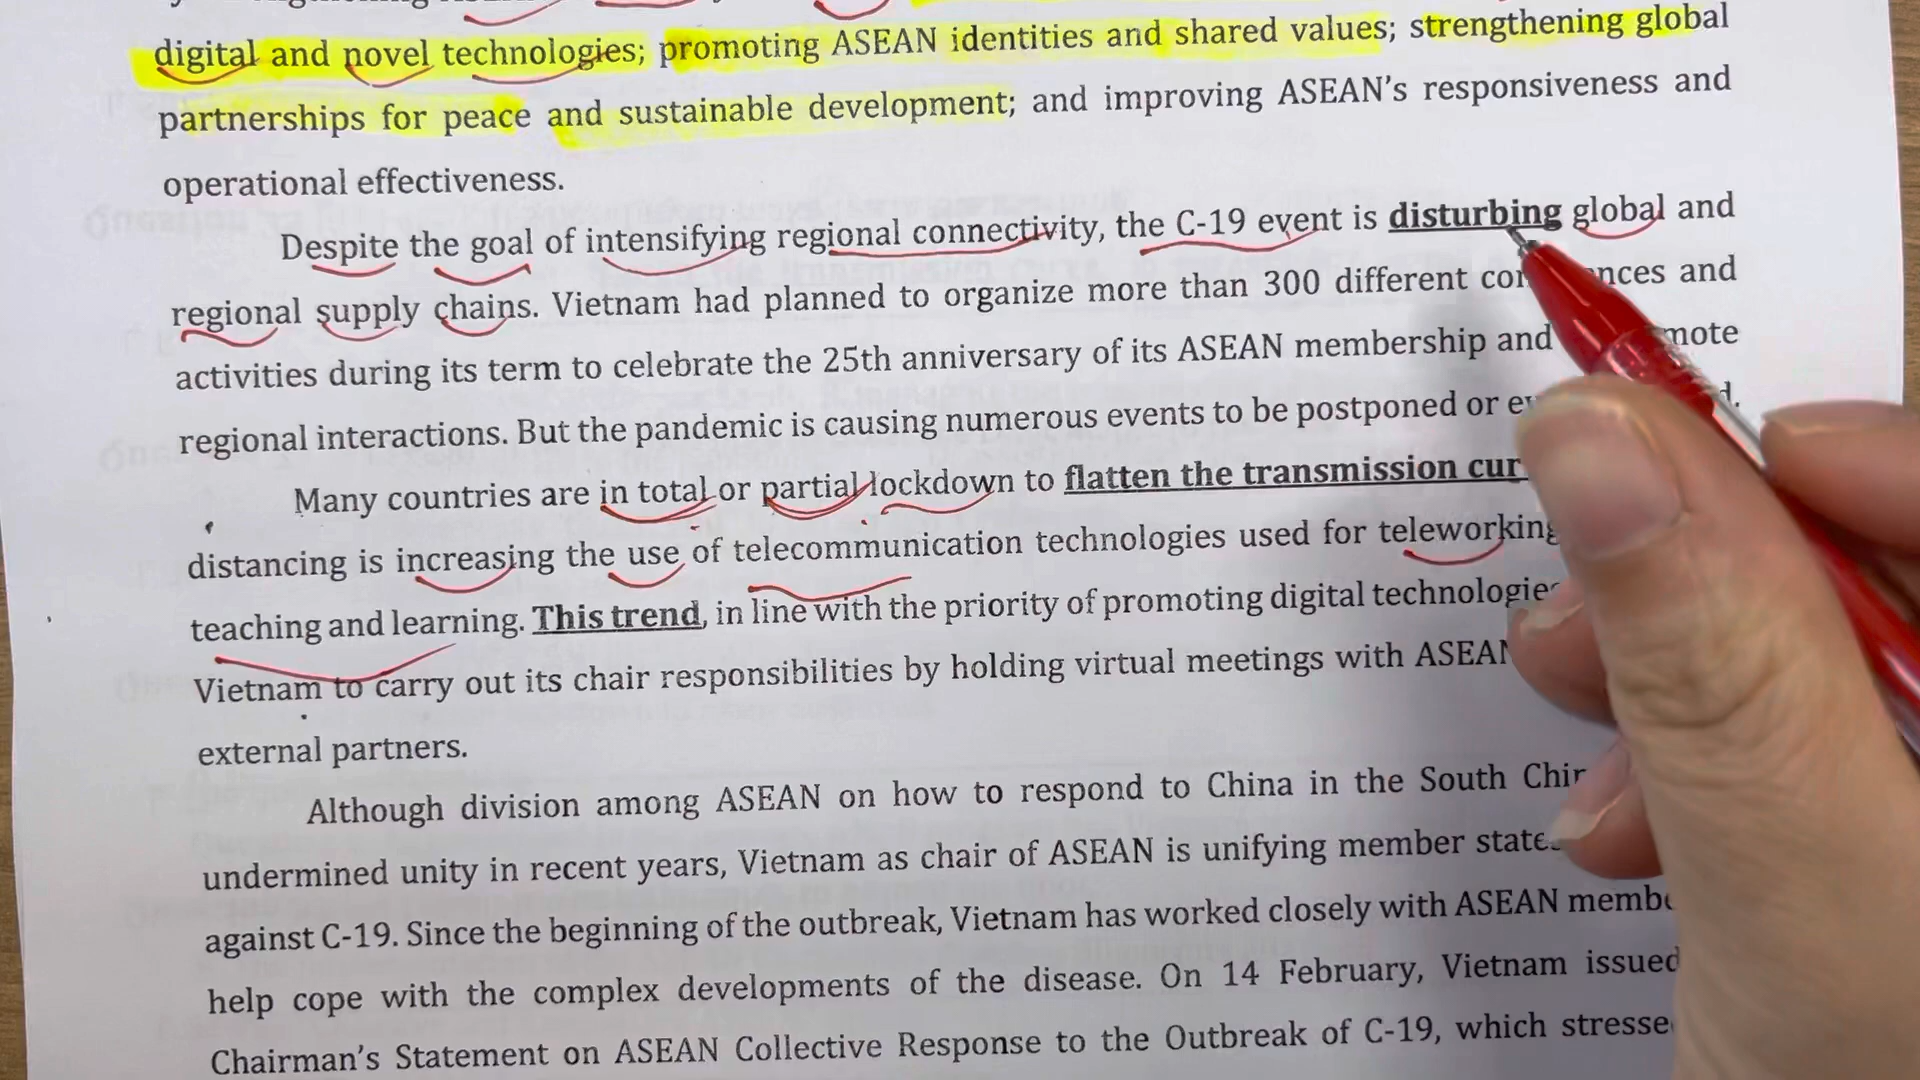 digital and novel technologies; promoting ASEAN identities and shared values; strengthening global
partnerships for peace and sustainable development; and improving ASEAN's responsiveness and
operational effectiveness.
Despite the goal of intensifying regional connectivity, the C-19 event is disturbing global and
regional supply chains. Vietnam had planned to organize more than 300 different and
activities during its term to celebrate the 25th anniversary of its ASEAN membership and
regional interactions. But the pandemic is causing numerous events to be postponed or
Many countries are in total or partial lockdown to flatten the transmission
distancing is increasing the use of telecommunication technologies used for teleworking
teaching and learning. This trend, in line with the priority of promoting digital technologies
Vietnam to carry out its chair responsibilities by holding virtual meetings with ASEAN
external partners.
Although division among ASEAN on how to respond to China in the South
undermined unity in recent years, Vietnam as chair of ASEAN is unifying member
against C-19. Since the beginning of the outbreak, Vietnam has worked closely with ASEAN
help cope with the complex developments of the disease. On 14 February, Vietnam issued
Chairman's Statement on ASEAN Collective Response to the Outbreak of C-19, which